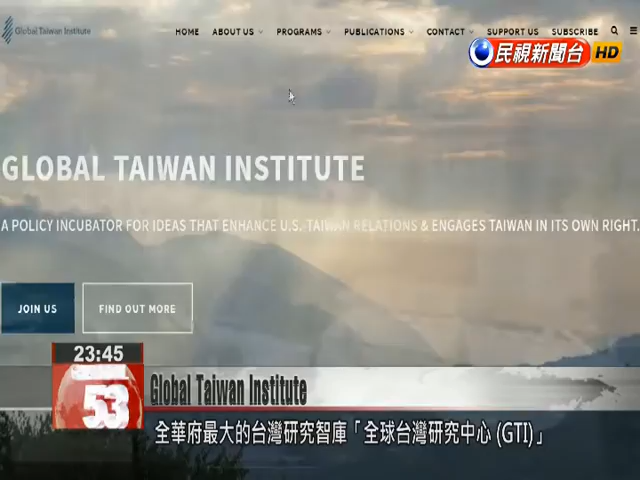 Global Taiwan Institute
HOME ABOUT US PROGRAMS PUBLICATIONS CONTACT SUPPORT US SUBSCRIBE
民視新聞台 HD
GLOBAL TAIWAN INSTITUTE
A POLICY INCUBATOR FOR IDEAS THAT ENHANCE U.S.-TAIWAN RELATIONS & ENGAGES TAIWAN IN ITS OWN RIGHT.
JOIN US FIND OUT MORE
23:45
53
Global Taiwan Institute
全華府最大的台灣研究智庫「全球台灣研究中心 (GTI)」